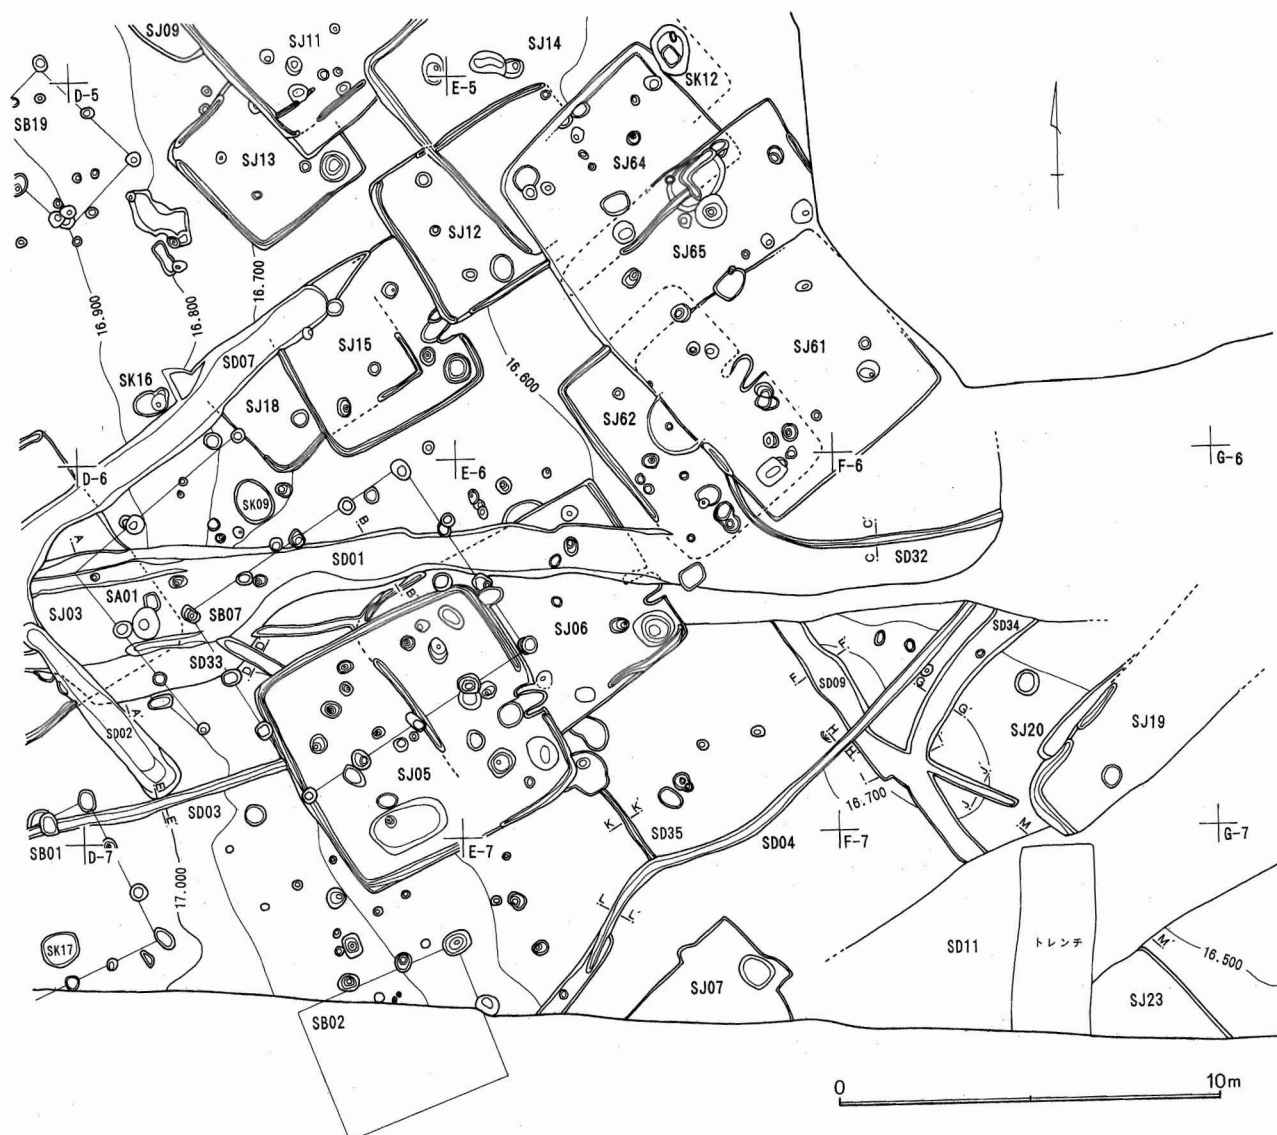 SJ09
SJ11
SJ14
D-5
E-5
SK12
SB19
SJ13
SJ64
SJ12
SJ65
16.900
16.800
16.700
SJ61
SJ15
16.600
SD07
SK16
SJ18
SJ62
D-6
E-6
F-6
G-6
SK09
A
B
C'
C
SD01
SD32
SA01
SJ03
SB07
B'
SJ06
SD34
SD33
D
D'
F'
F
SD09
G
G'
SJ20
SJ19
A'
SD02
H
H'
I
I'
J
J'
SJ05
16.700
E
E'
SD03
K
K'
SD35
SD04
M
SB01
D-7
E-7
F-7
G-7
17.000
L
L'
SK17
SD11
トレンチ
M'
16.500
SJ07
SJ23
SB02
0
10m